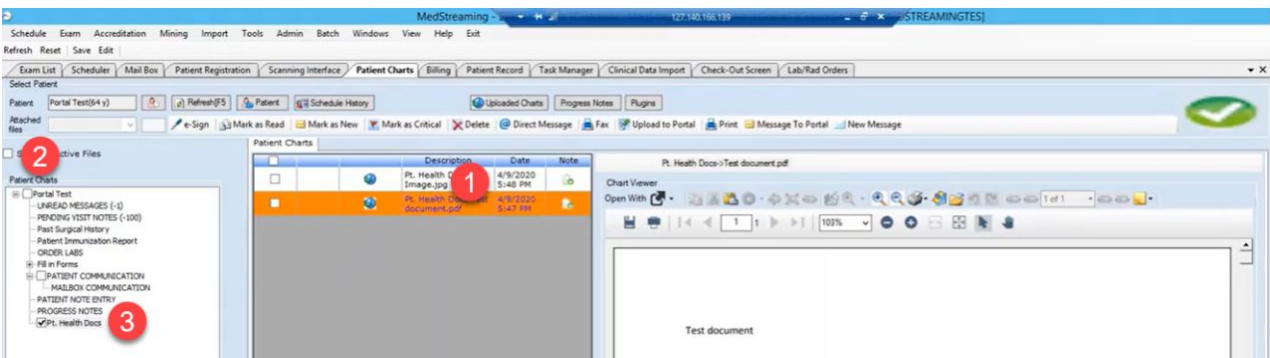 MedStreaming - 127.140.166.139 STREAMINGTES]
Schedule Exam Accreditation Mining Import Tools Admin Batch Windows View Help Exit
Refresh Reset Save Edit
Exam List Scheduler Mail Box Patient Registration Scanning Interface Patient Charts Billing Patient Record Task Manager Clinical Data Import Check-Out Screen Lab/Rad Orders
Select Patient
Patient Portal Test(64 y) Refresh(F5 Patient Schedule History Uploaded Charts Progress Notes Plugins
Attached files e-Sign Mark as Read Mark as New Mark as Critical Delete Direct Message Fax Upload to Portal Print Message To Portal New Message
Patient Charts
2
S ctive Files
Description Date Note
Pt. Health Docs->Test document.pdf
1
Pt. Health D
Image.jpg
4/9/2020
5:48 PM
Patient Charts
Chart Viewer
Portal Test
Pt. Health Doc
document.pdf
4/9/2020
5:47 PM
Open With 1 of 1
UNREAD MESSAGES (-1)
PENDING VISIT NOTES (-100)
1 1 103%
Past Surgical History
Patient Immunization Report
ORDER LABS
Fill in Forms
PATIENT COMMUNICATION
MAILBOX COMMUNICATION
PATIENT NOTE ENTRY
PROGRESS NOTES
Pt. Health Docs
3
Test document